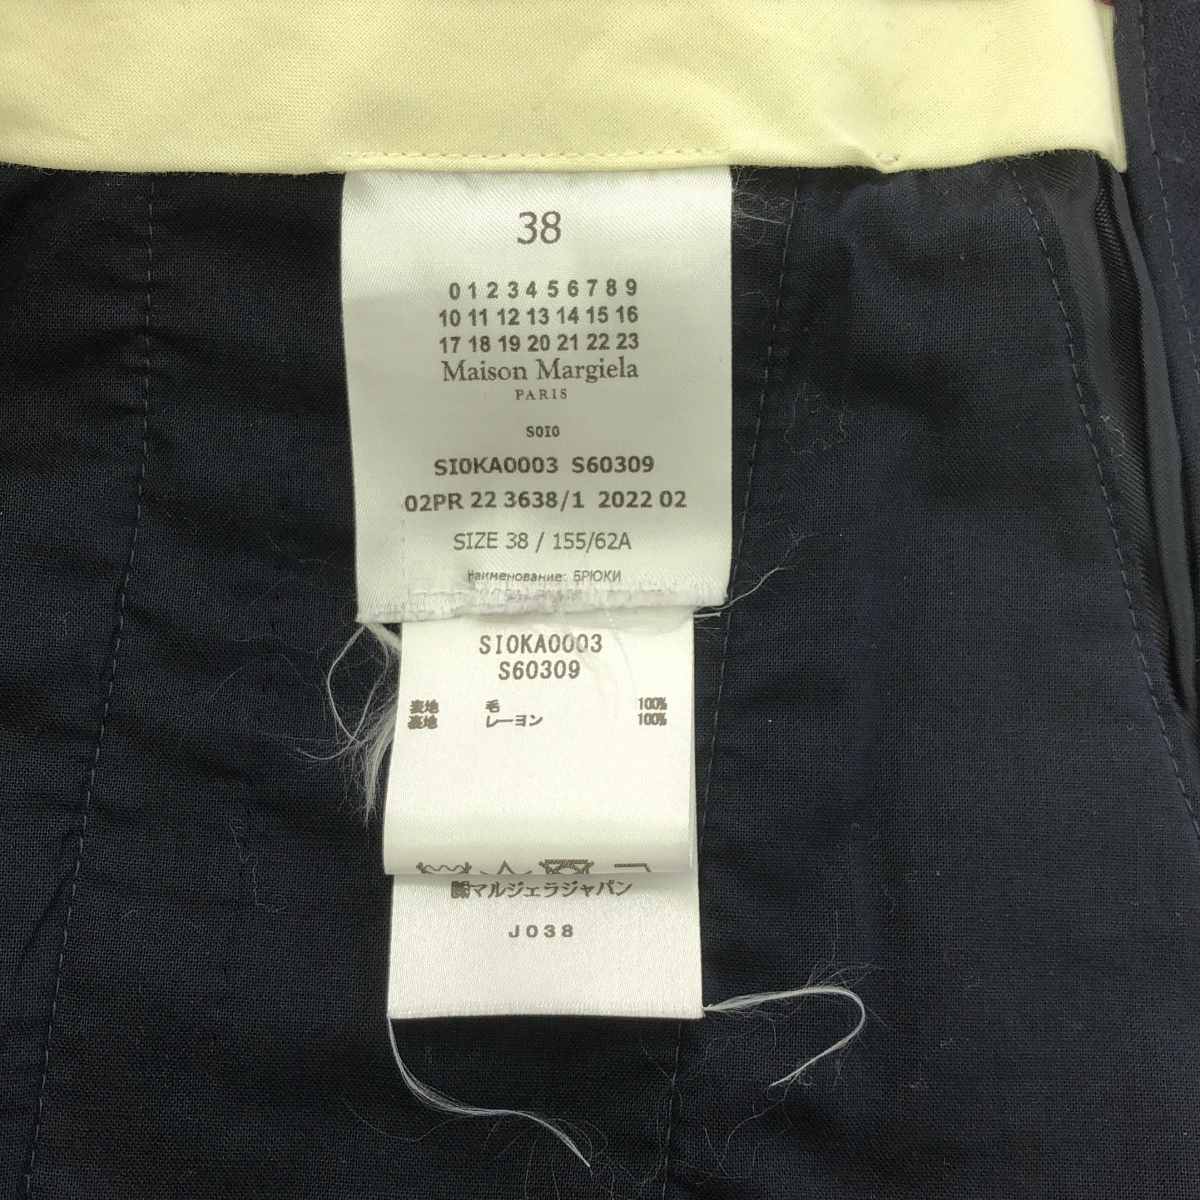 38
0 1 2 3 4 5 6 7 8 9
10 11 12 13 14 15 16
17 18 19 20 21 22 23
Maison Margiela
PARIS
S0I0
SI0KA0003 S60309
02PR 22 3638/1 2022 02
SIZE 38 / 155/62A
Наименование: БРЮКИ
SI0KA0003
S60309
表地 毛 100%
裏地 レーヨン 100%
㈱マルジェラジャパン
J038